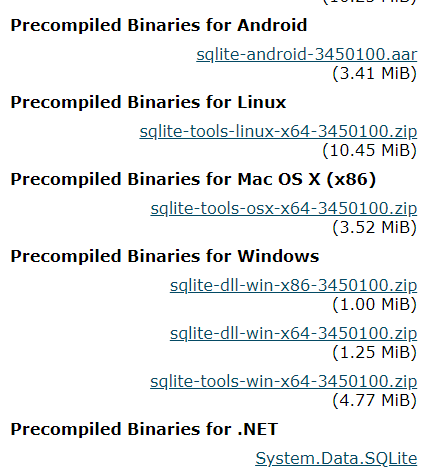 (10.25 MiB)
Precompiled Binaries for Android
sqlite-android-3450100.aar
(3.41 MiB)
Precompiled Binaries for Linux
sqlite-tools-linux-x64-3450100.zip
(10.45 MiB)
Precompiled Binaries for Mac OS X (x86)
sqlite-tools-osx-x64-3450100.zip
(3.52 MiB)
Precompiled Binaries for Windows
sqlite-dll-win-x86-3450100.zip
(1.00 MiB)
sqlite-dll-win-x64-3450100.zip
(1.25 MiB)
sqlite-tools-win-x64-3450100.zip
(4.77 MiB)
Precompiled Binaries for .NET
System.Data.SQLite